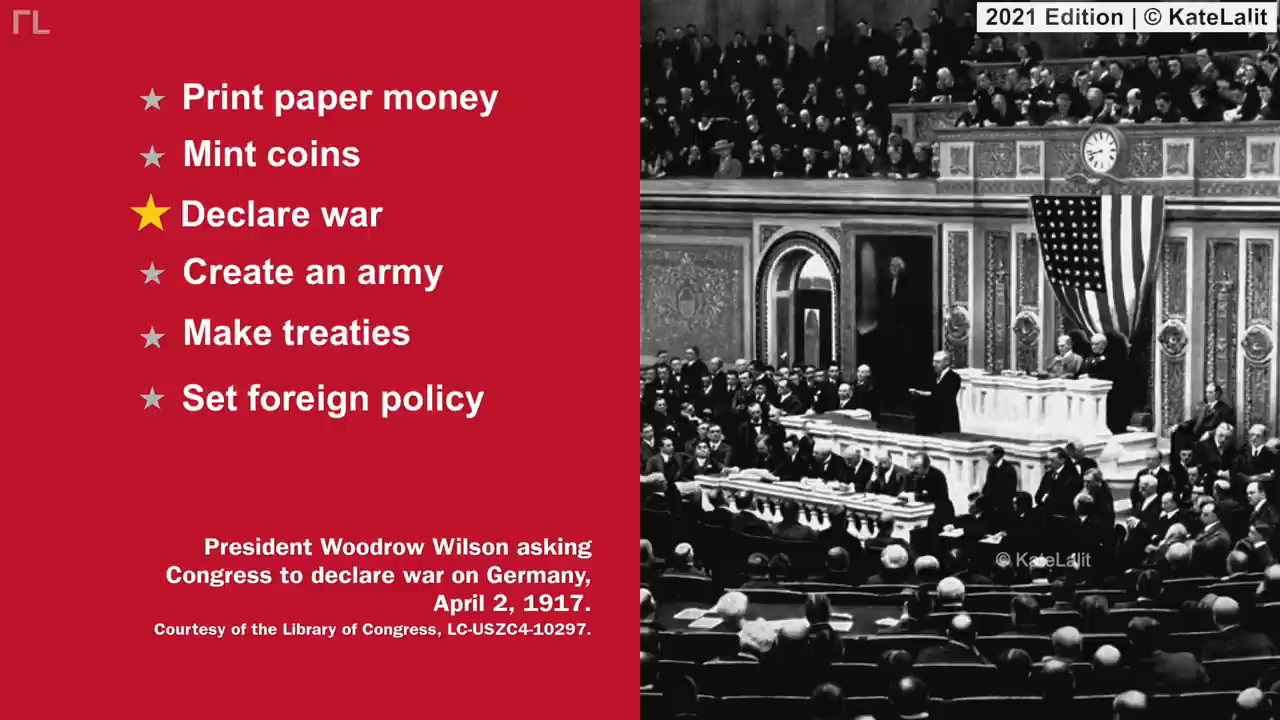 2021 Edition | © KateLalit
Print paper money
Mint coins
Declare war
Create an army
Make treaties
Set foreign policy
President Woodrow Wilson asking
Congress to declare war on Germany,
April 2, 1917.
Courtesy of the Library of Congress, LC-USZC4-10297.
© KateLalit